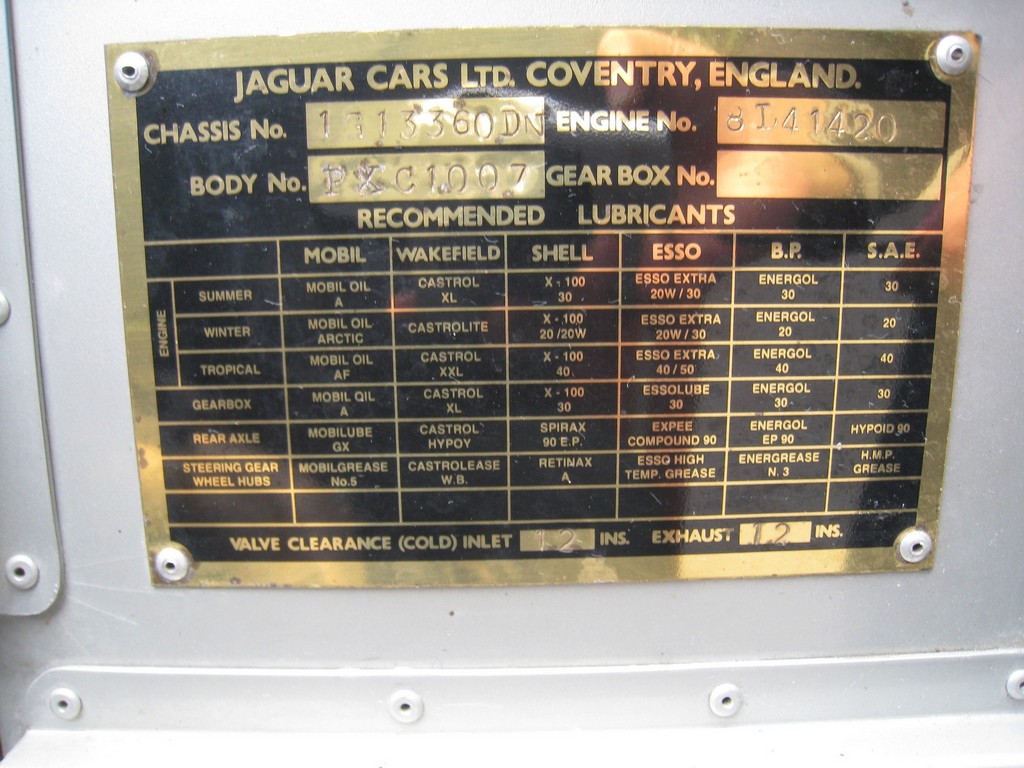 JAGUAR CARS LTD. COVENTRY, ENGLAND.
CHASSIS No. 1313360DN ENGINE No. 8L41420
BODY No. PXC1007 GEAR BOX No.
RECOMMENDED LUBRICANTS
MOBIL WAKEFIELD SHELL ESSO B.P. S.A.E.
ENGINE
SUMMER MOBIL OIL A CASTROL XL X-100 30 ESSO EXTRA 20W/30 ENERGOL 30 30
WINTER MOBIL OIL ARCTIC CASTROLITE X-100 20/20W ESSO EXTRA 20W/30 ENERGOL 20 20
TROPICAL MOBIL OIL AF CASTROL XXL X-100 40 ESSO EXTRA 40/50 ENERGOL 40 40
GEARBOX MOBIL OIL A CASTROL XL X-100 30 ESSOLUBE 30 ENERGOL 30 30
REAR AXLE MOBILUBE GX CASTROL HYPOY SPIRAX 90 E.P. EXPEE COMPOUND 90 ENERGOL EP 90 HYPOID 90
STEERING GEAR WHEEL HUBS MOBILGREASE No.5 CASTROLEASE W.B. RETINAX A ESSO HIGH TEMP. GREASE ENERGREASE N. 3 H.M.P. GREASE
VALVE CLEARANCE (COLD) INLET 12 INS. EXHAUST 12 INS.